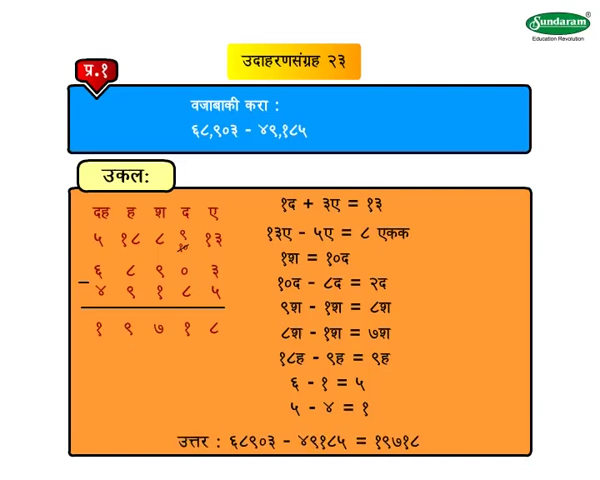 Sundaram®
Education Revolution
उदाहरणसंग्रह २३
प्र.१
वजाबाकी करा :
६८,९०३ - ४९,१८५
उकल:
दह ह श द ए
९
५ १८ ८ १० १३
६ ८ ९ ० ३
- ४ ९ १ ८ ५
१ ९ ७ १ ८
१द + ३ए = १३
१३ए - ५ए = ८ एकक
१श = १०द
१०द - ८द = २द
९श - १श = ८श
८श - १श = ७श
१८ह - ९ह = ९ह
६ - १ = ५
५ - ४ = १
उत्तर : ६८९०३ - ४९१८५ = १९७१८